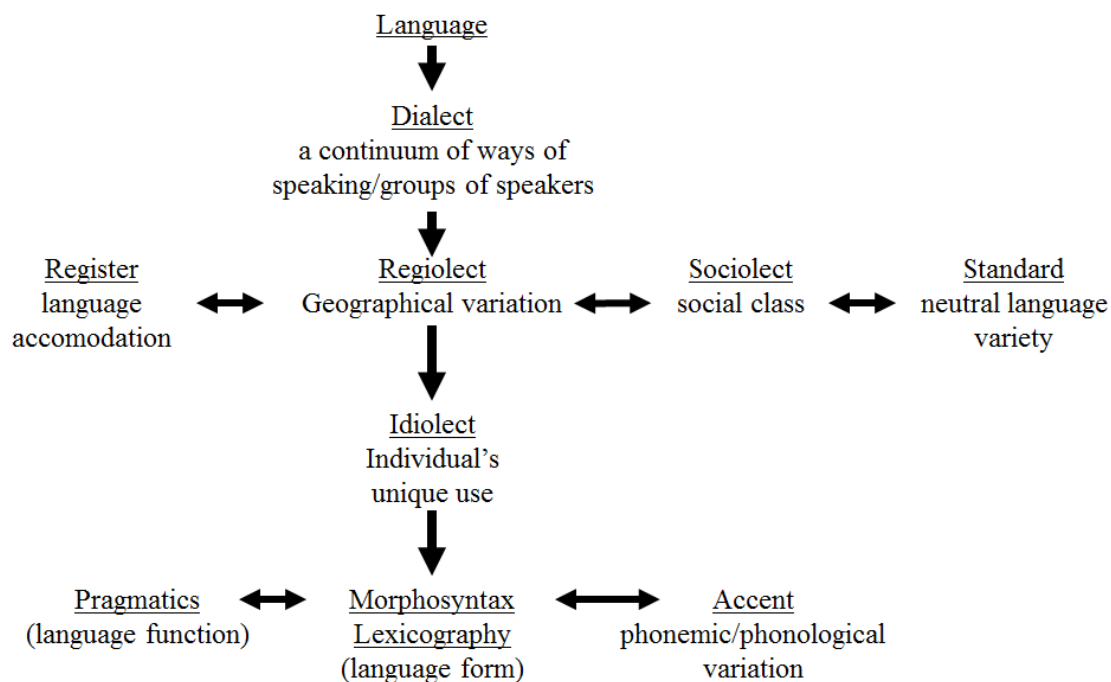 Language
Dialect
a continuum of ways of
speaking/groups of speakers
Register
language
accomodation
Regiolect
Geographical variation
Sociolect
social class
Standard
neutral language
variety
Idiolect
Individual’s
unique use
Pragmatics
(language function)
Morphosyntax
Lexicography
(language form)
Accent
phonemic/phonological
variation